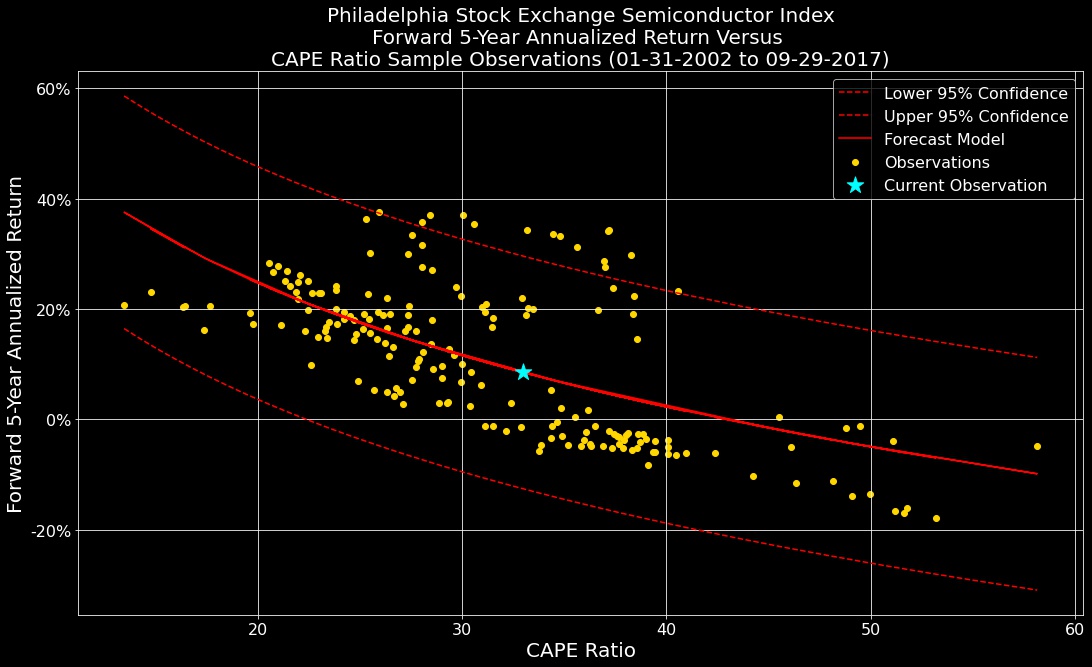 Philadelphia Stock Exchange Semiconductor Index
Forward 5-Year Annualized Return Versus
CAPE Ratio Sample Observations (01-31-2002 to 09-29-2017)
Lower 95% Confidence
Upper 95% Confidence
Forecast Model
Observations
Current Observation
Forward 5-Year Annualized Return
60%
40%
20%
0%
-20%
20
30
40
50
60
CAPE Ratio